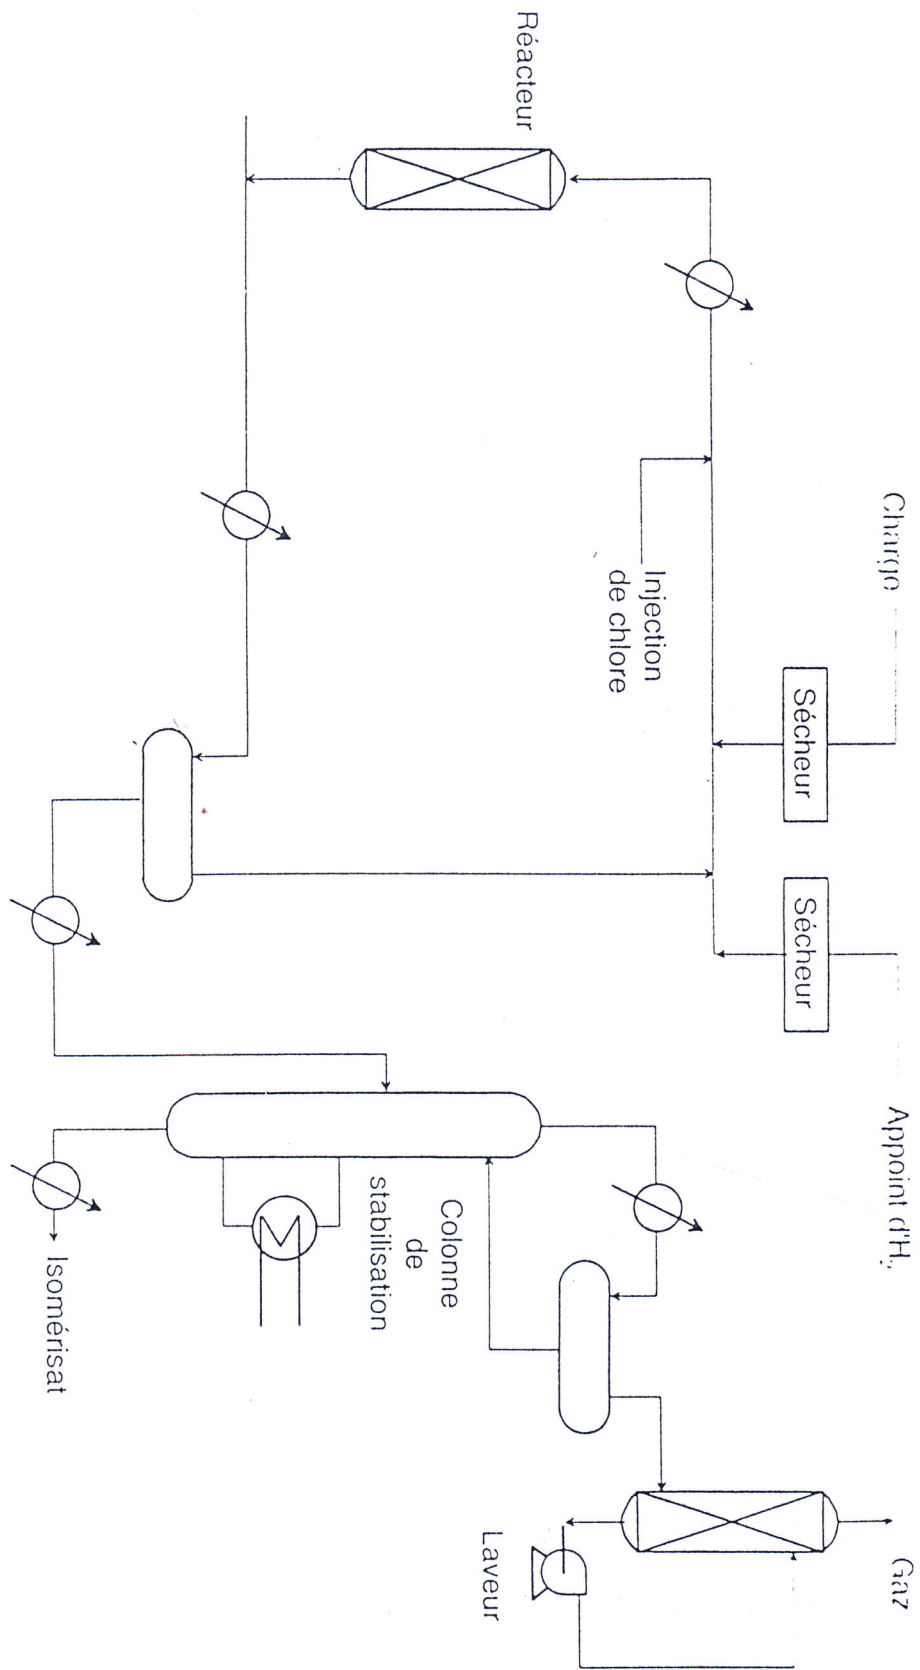 Charge
Appoint d'H₂
Gaz
Sécheur
Sécheur
Injection
de chlore
Réacteur
Colonne
de
stabilisation
Laveur
Isomérisat